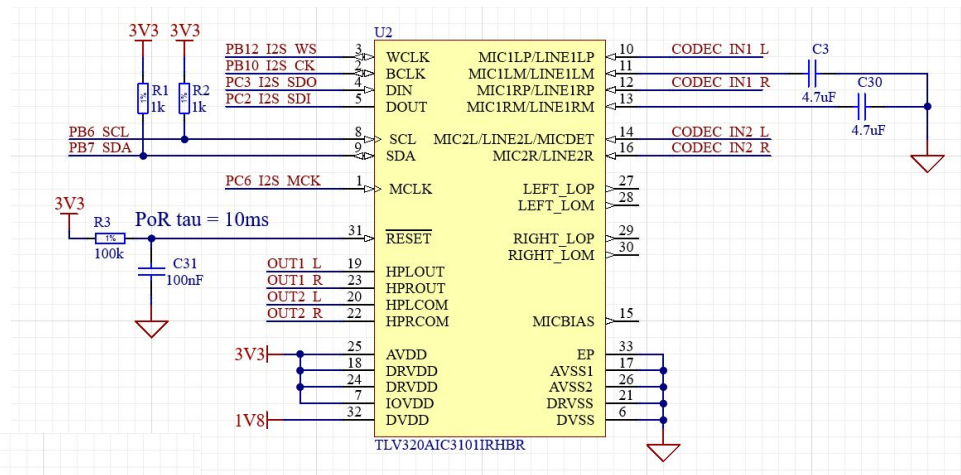 3V3 3V3
R1 1% 1k
R2 1% 1k
PB12 I2S WS 3
PB10 I2S CK 2
PC3 I2S SDO 4
PC2 I2S SDI 5
PB6 SCL 8
PB7 SDA 9
PC6 I2S MCK 1
3V3
R3 1% 100k
PoR tau = 10ms
31
C31 100nF
OUT1 L 19
OUT1 R 23
OUT2 L 20
OUT2 R 22
3V3 25
18
24
7
1V8 32
U2
WCLK
BCLK
DIN
DOUT
SCL
SDA
MCLK
RESET
HPLOUT
HPROUT
HPLCOM
HPRCOM
AVDD
DRVDD
DRVDD
IOVDD
DVDD
MIC1LP/LINE1LP
MIC1LM/LINE1LM
MIC1RP/LINE1RP
MIC1RM/LINE1RM
MIC2L/LINE2L/MICDET
MIC2R/LINE2R
LEFT_LOP
LEFT_LOM
RIGHT_LOP
RIGHT_LOM
MICBIAS
EP
AVSS1
AVSS2
DRVSS
DVSS
TLV320AIC3101IRHBR
10 CODEC IN1 L
11
12 CODEC IN1 R
13
14 CODEC IN2 L
16 CODEC IN2 R
27
28
29
30
15
33
17
26
21
6
C3
4.7uF
C30
4.7uF